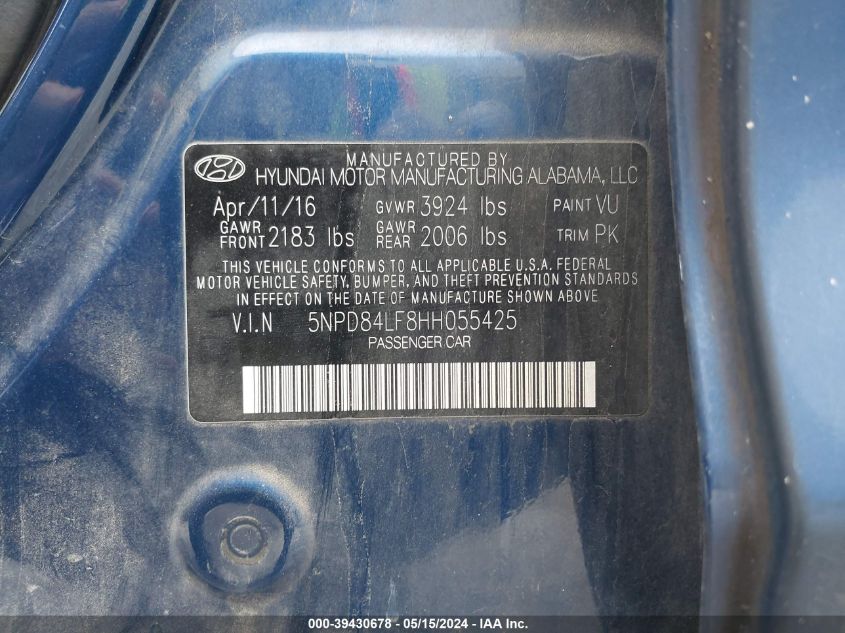 MANUFACTURED BY
HYUNDAI MOTOR MANUFACTURING ALABAMA, LLC
Apr/11/16 GVWR 3924 lbs PAINT VU
GAWR FRONT 2183 lbs GAWR REAR 2006 lbs TRIM PK
THIS VEHICLE CONFORMS TO ALL APPLICABLE U.S.A. FEDERAL
MOTOR VEHICLE SAFETY, BUMPER, AND THEFT PREVENTION STANDARDS
IN EFFECT ON THE DATE OF MANUFACTURE SHOWN ABOVE
V.I.N 5NPD84LF8HH055425
PASSENGER CAR
000-39430678 - 05/15/2024 - IAA Inc.